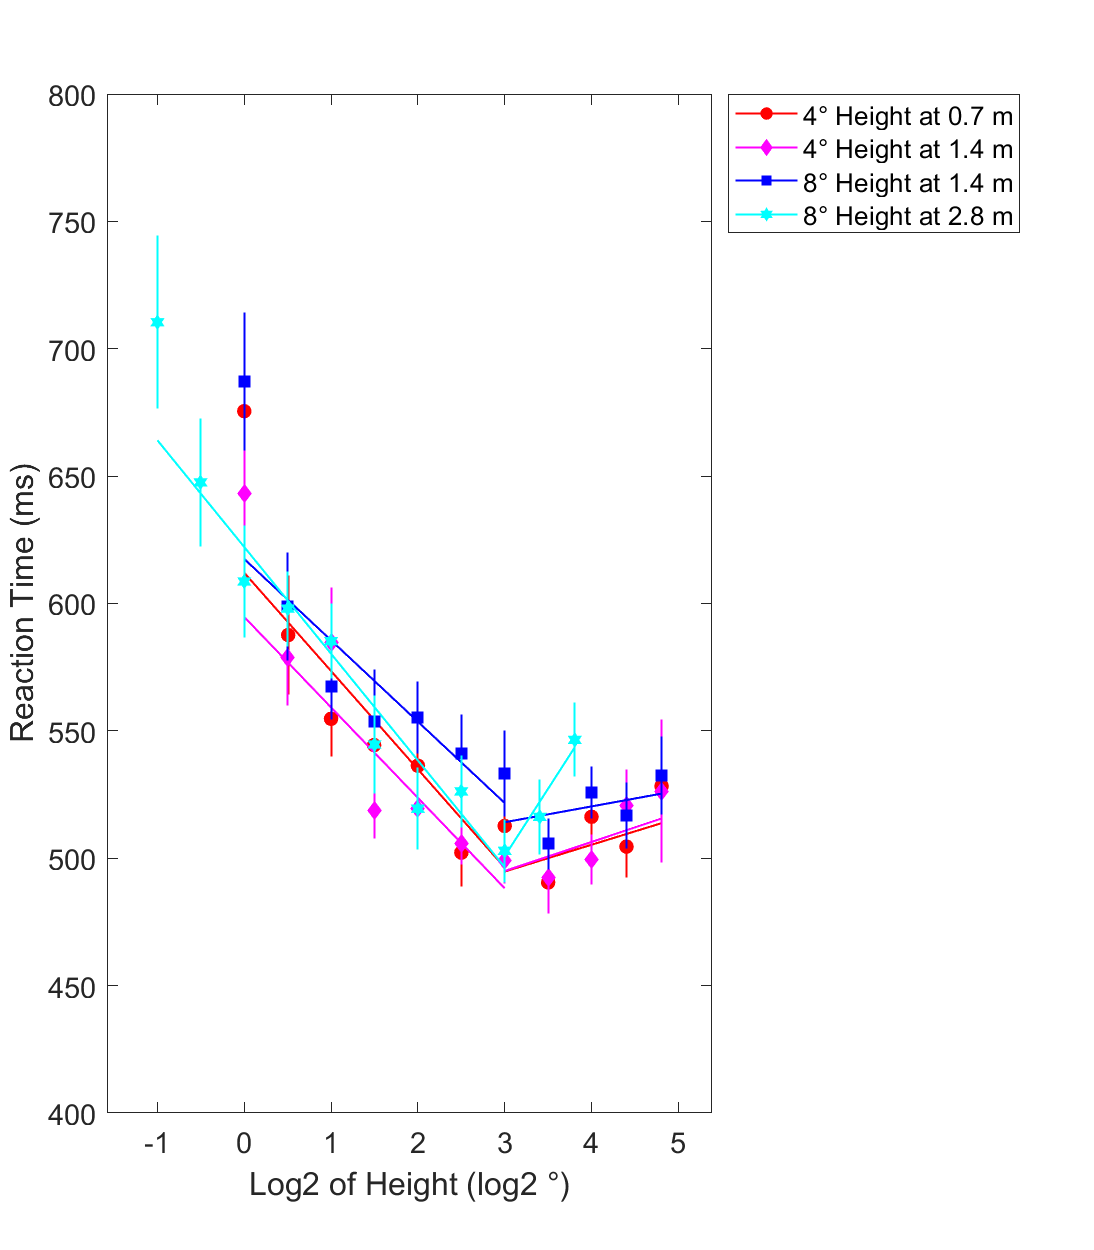 800
750
700
650
600
550
500
450
400
Reaction Time (ms)
-1 0 1 2 3 4 5
Log2 of Height (log2 °)
4° Height at 0.7 m
4° Height at 1.4 m
8° Height at 1.4 m
8° Height at 2.8 m